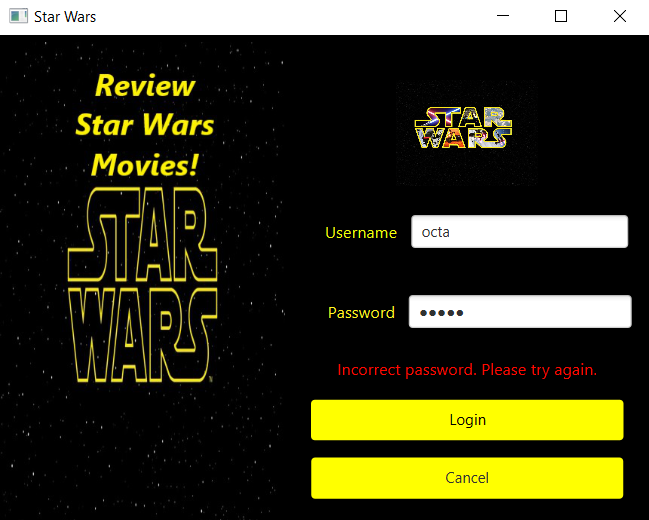 Star Wars
Review
Star Wars
Movies!
STAR
WARS
STAR
WARS
Username octa
Password •••••
Incorrect password. Please try again.
Login
Cancel